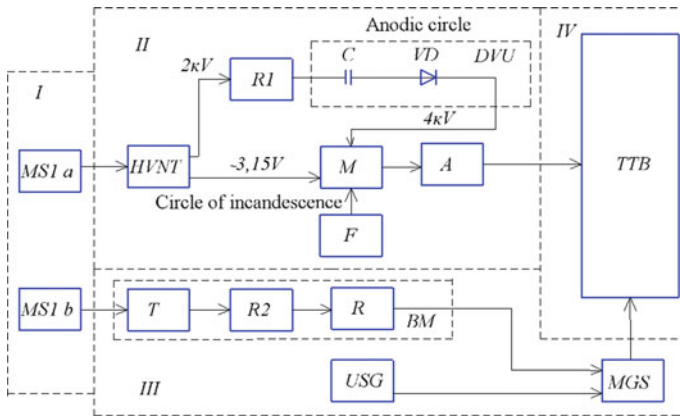 Anodic circle
II
IV
C
VD
DVU
2кV
R1
I
4кV
MS1 a
HVNT
~3,15V
M
A
TTB
Circle of incandescence
F
MS1 b
T
R2
R
BM
USG
MGS
III